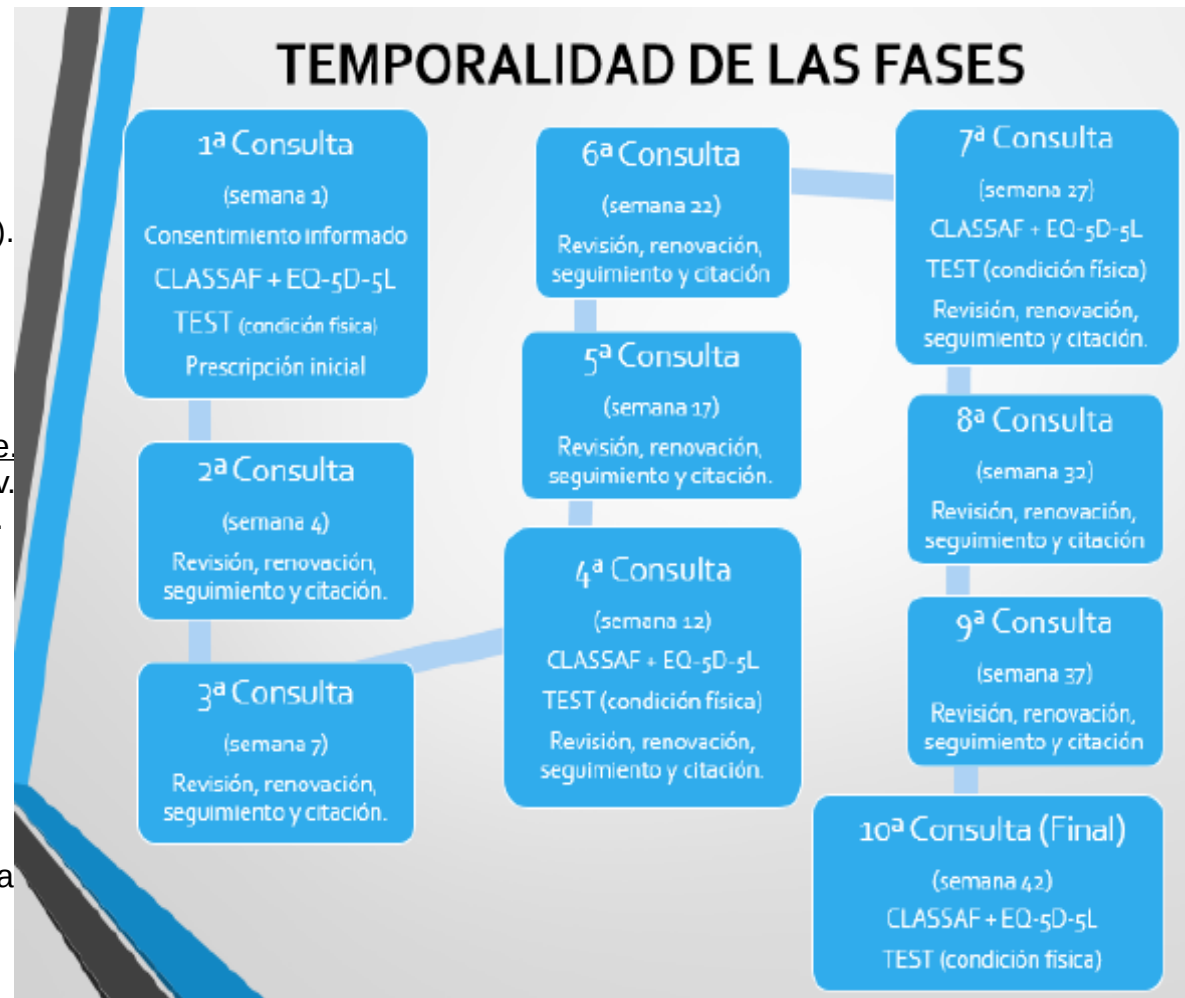 TEMPORALIDAD DE LAS FASES
1ª Consulta
(semana 1)
Consentimiento informado
CLASSAF + EQ-5D-5L
TEST (condición física)
Prescripción inicial
2ª Consulta
(semana 4)
Revisión, renovación,
seguimiento y citación.
3ª Consulta
(semana 7)
Revisión, renovación,
seguimiento y citación.
4ª Consulta
(semana 12)
CLASSAF + EQ-5D-5L
TEST (condición física)
Revisión, renovación,
seguimiento y citación.
5ª Consulta
(semana 17)
Revisión, renovación,
seguimiento y citación.
6ª Consulta
(semana 22)
Revisión, renovación,
seguimiento y citación
7ª Consulta
(semana 27)
CLASSAF + EQ-5D-5L
TEST (condición física)
Revisión, renovación,
seguimiento y citación.
8ª Consulta
(semana 32)
Revisión, renovación,
seguimiento y citación
9ª Consulta
(semana 37)
Revisión, renovación,
seguimiento y citación
10ª Consulta (Final)
(semana 42)
CLASSAF + EQ-5D-5L
TEST (condición física)